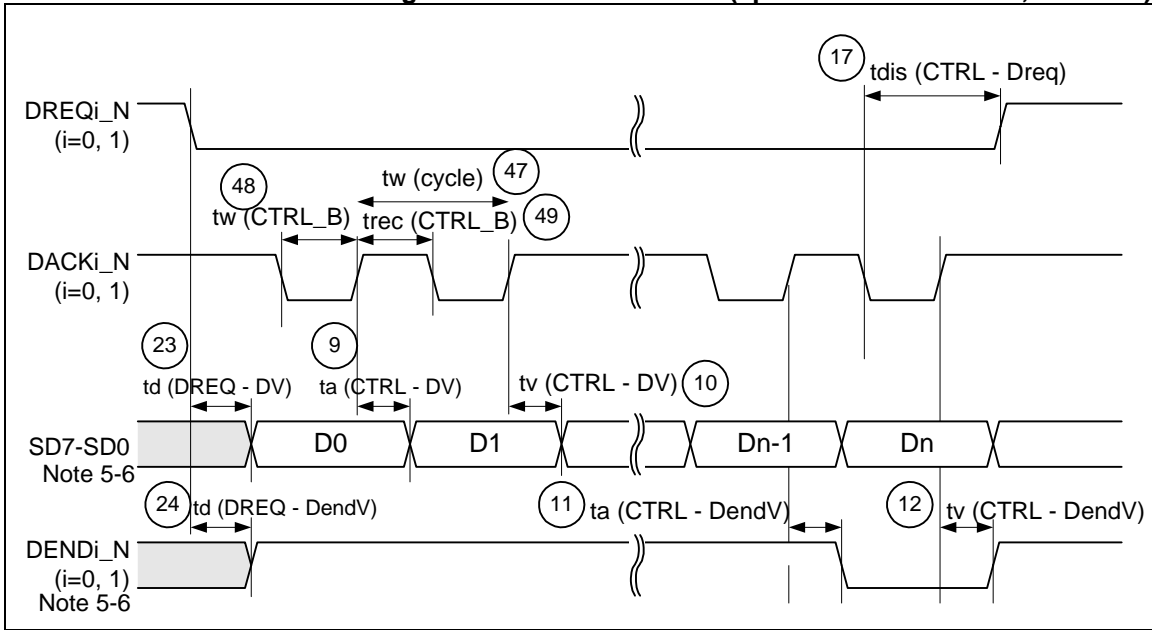 17
tdis (CTRL - Dreq)
DREQi_N
(i=0, 1)
48
tw (cycle)
47
tw (CTRL_B)
trec (CTRL_B)
49
DACKi_N
(i=0, 1)
23
9
td (DREQ - DV)
ta (CTRL - DV)
tv (CTRL - DV)
10
SD7-SD0
Note 5-6
D0
D1
Dn-1
Dn
24
td (DREQ - DendV)
11
ta (CTRL - DendV)
12
tv (CTRL - DendV)
DENDi_N
(i=0, 1)
Note 5-6